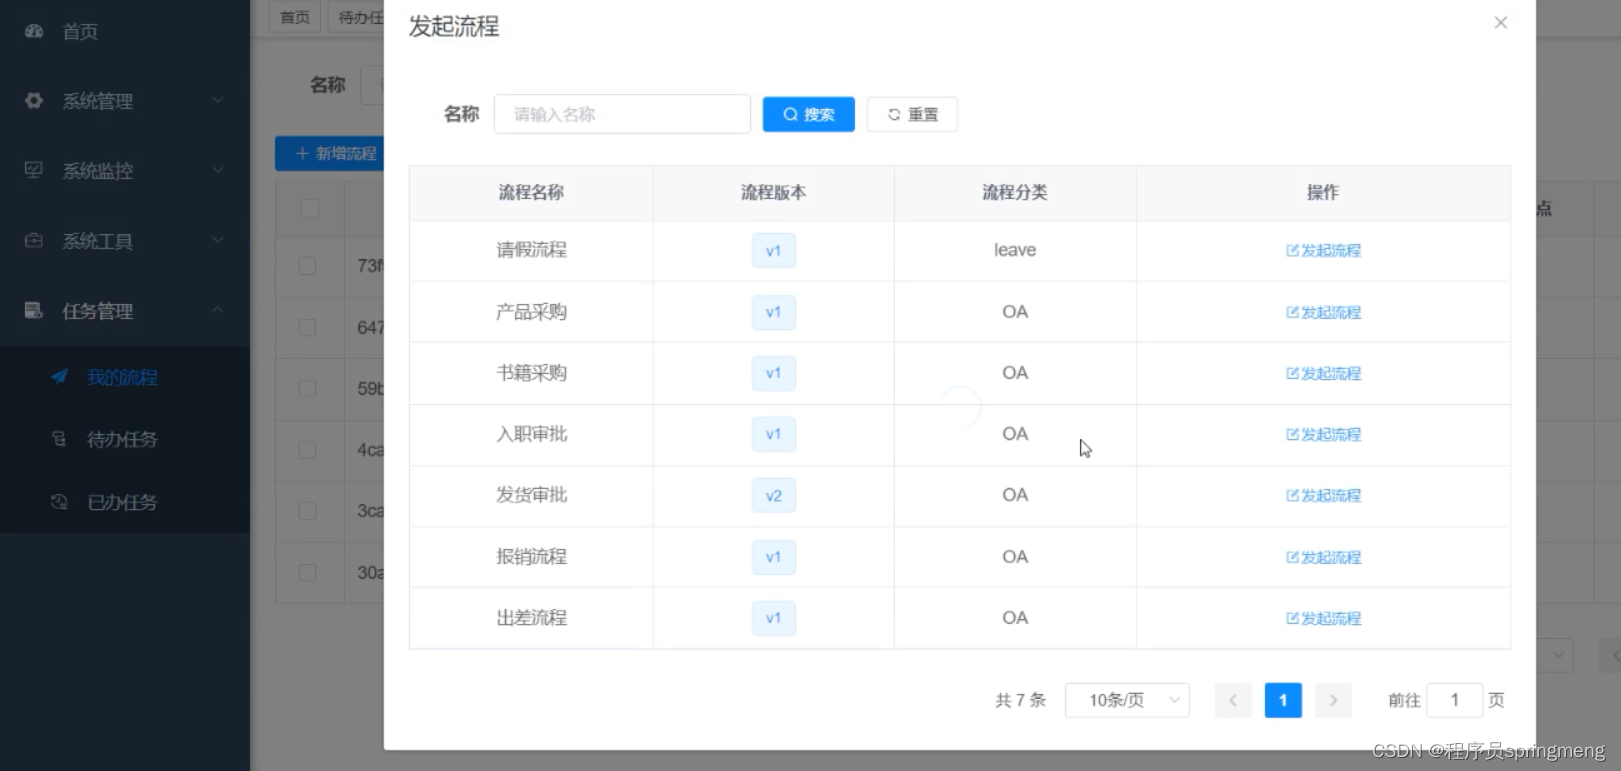 首页
系统管理
系统监控
系统工具
任务管理
我的流程
待办任务
已办任务
首页
待办任
名称
新增流程
73f
647
59b
4ca
3ca
30a
点
发起流程
名称 请输入名称 搜索 重置
流程名称 流程版本 流程分类 操作
请假流程 v1 leave 发起流程
产品采购 v1 OA 发起流程
书籍采购 v1 OA 发起流程
入职审批 v1 OA 发起流程
发货审批 v2 OA 发起流程
报销流程 v1 OA 发起流程
出差流程 v1 OA 发起流程
共 7 条 10条/页 1 前往 1 页
CSDN @程序员springmeng